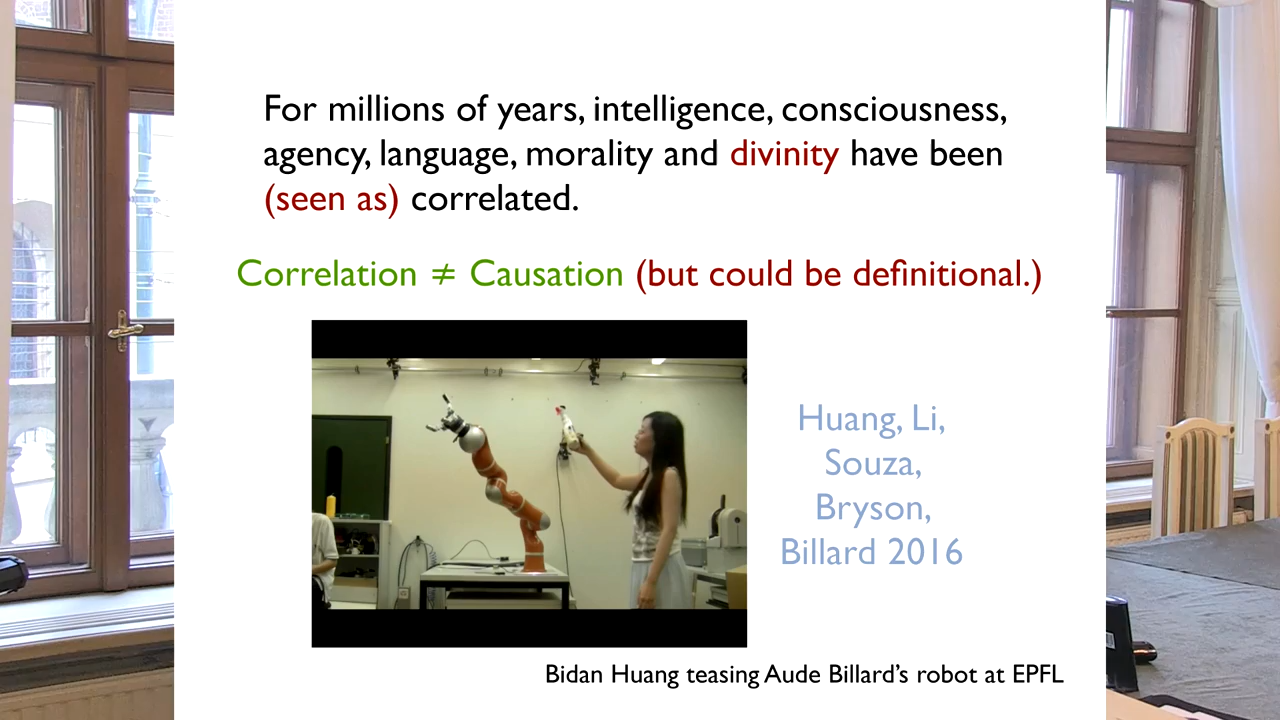 For millions of years, intelligence, consciousness,
agency, language, morality and divinity have been
(seen as) correlated.
Correlation ≠ Causation (but could be definitional.)
Huang, Li,
Souza,
Bryson,
Billard 2016
Bidan Huang teasing Aude Billard's robot at EPFL